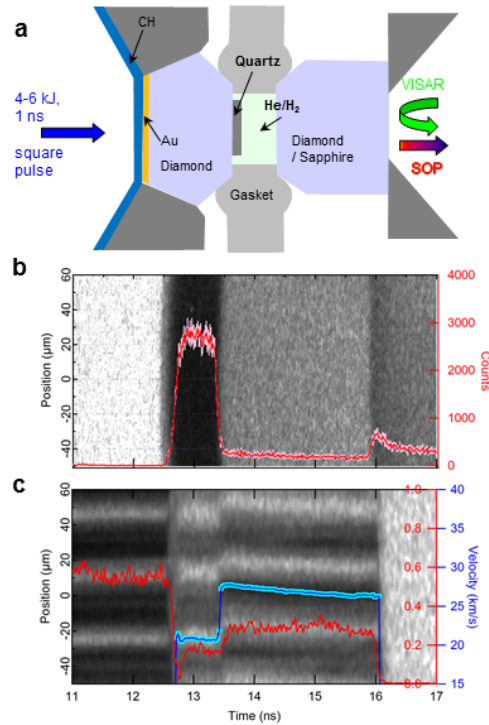 a
CH
Quartz
He/H₂
VISAR
4-6 kJ,
1 ns
square
pulse
Au
Diamond
Diamond
/ Sapphire
SOP
Gasket
b
60
40
20
0
-20
-40
Position (µm)
4000
3000
2000
1000
0
Counts
c
60
40
20
0
-20
-40
Position (µm)
1.0
0.8
0.6
0.4
0.2
0.0
40
35
30
25
20
15
Velocity (km/s)
11 12 13 14 15 16 17
Time (ns)